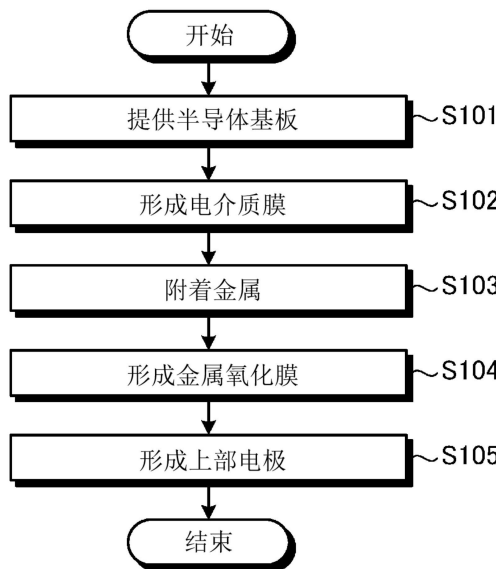 开始
提供半导体基板 S101
形成电介质膜 S102
附着金属 S103
形成金属氧化膜 S104
形成上部电极 S105
结束